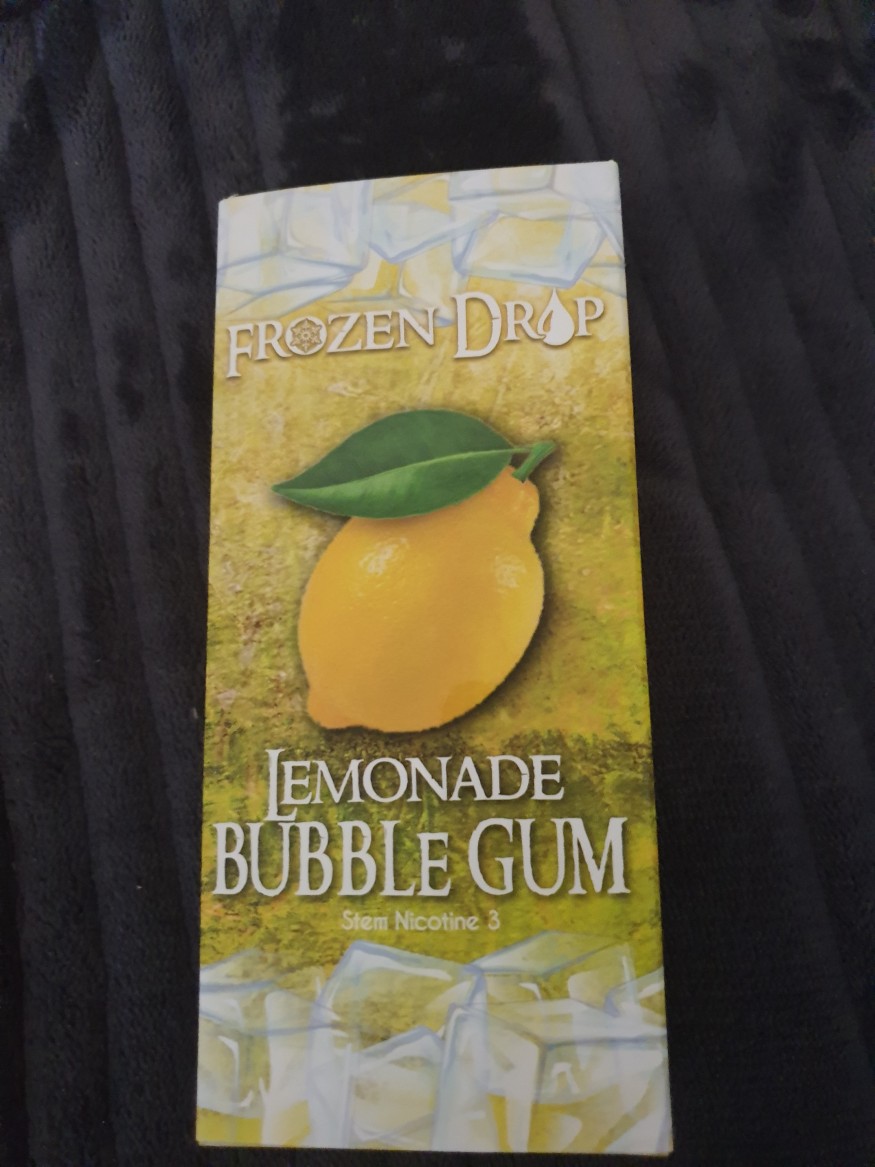 FROZEN DROP
LEMONADE
BUBBLE GUM
Stem Nicotine 3